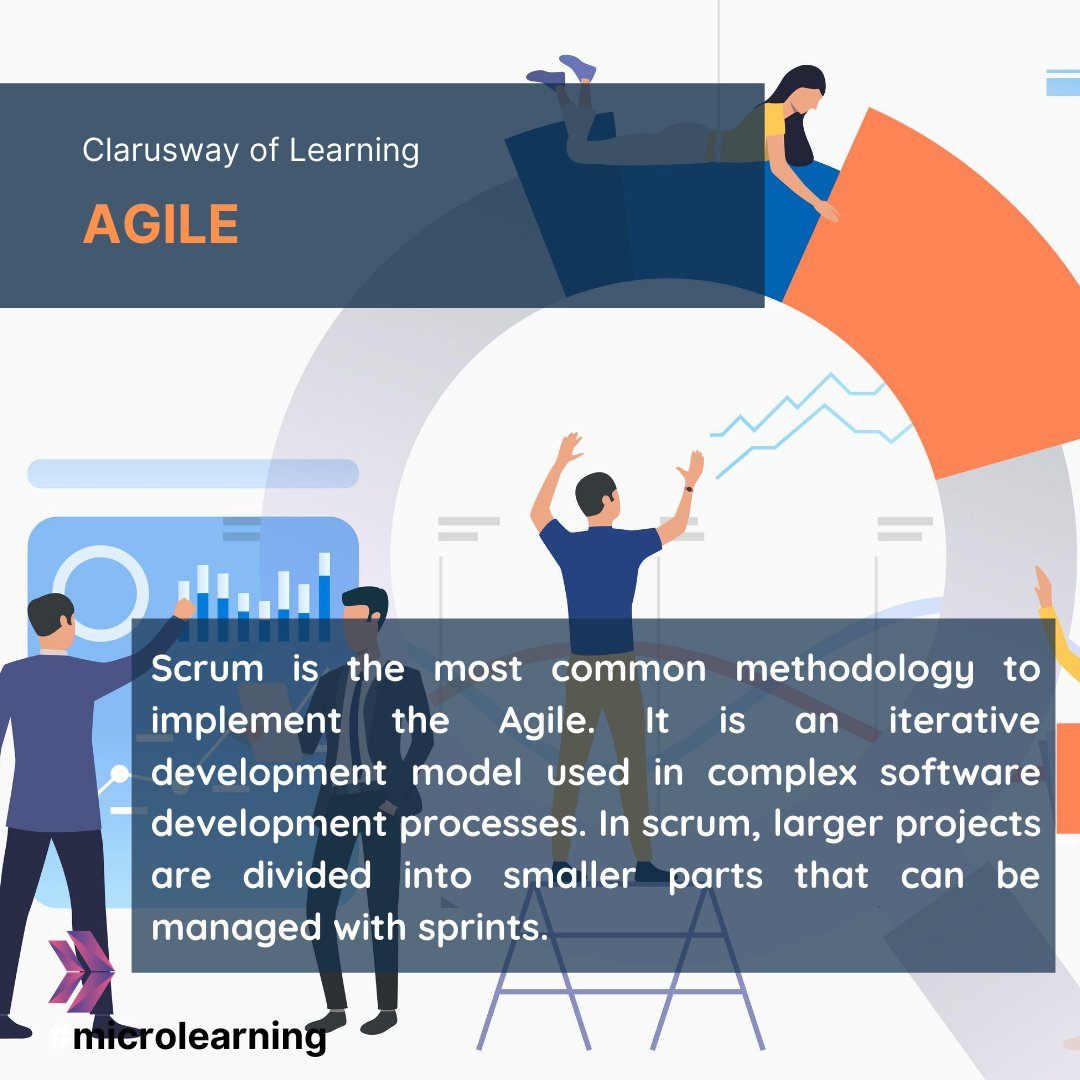 Clarusway of Learning
AGILE
Scrum is the most common methodology to
implement the Agile. It is an iterative
development model used in complex software
development processes. In scrum, larger projects
are divided into smaller parts that can be
managed with sprints.
#microlearning